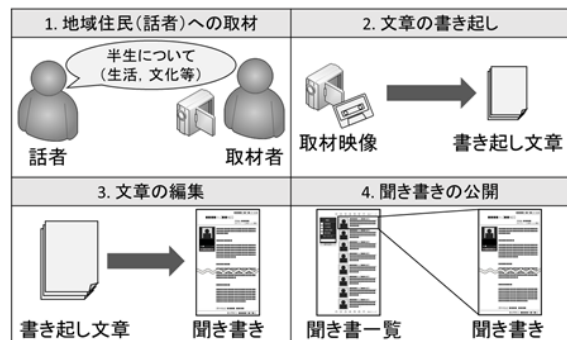 1. 地域住民(話者)への取材
半生について
(生活, 文化等)
話者
取材者
2. 文章の書き起し
取材映像
書き起し文章
3. 文章の編集
書き起し文章
聞き書き
4. 聞き書きの公開
聞き書一覧
聞き書き